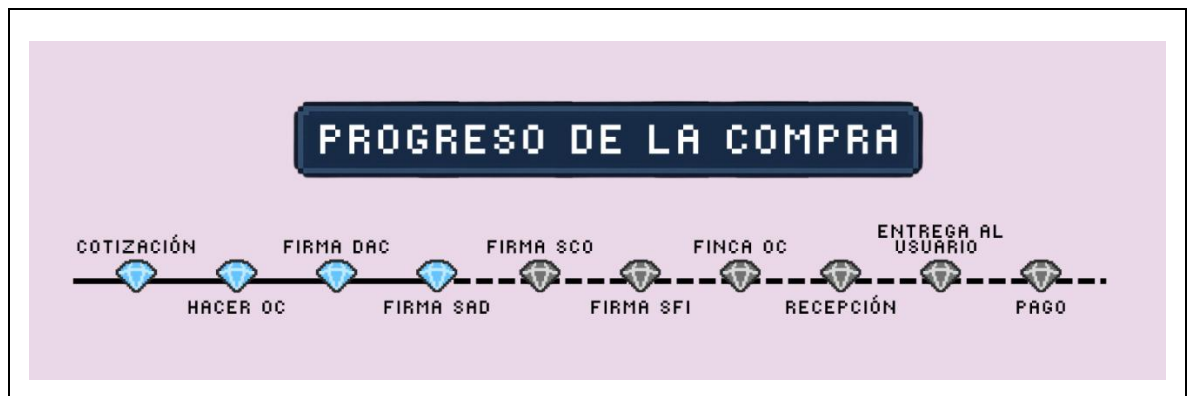 PROGRESO DE LA COMPRA
COTIZACIÓN
HACER OC
FIRMA DAC
FIRMA SAD
FIRMA SCO
FIRMA SFI
FINCA OC
RECEPCIÓN
ENTREGA AL
USUARIO
PAGO